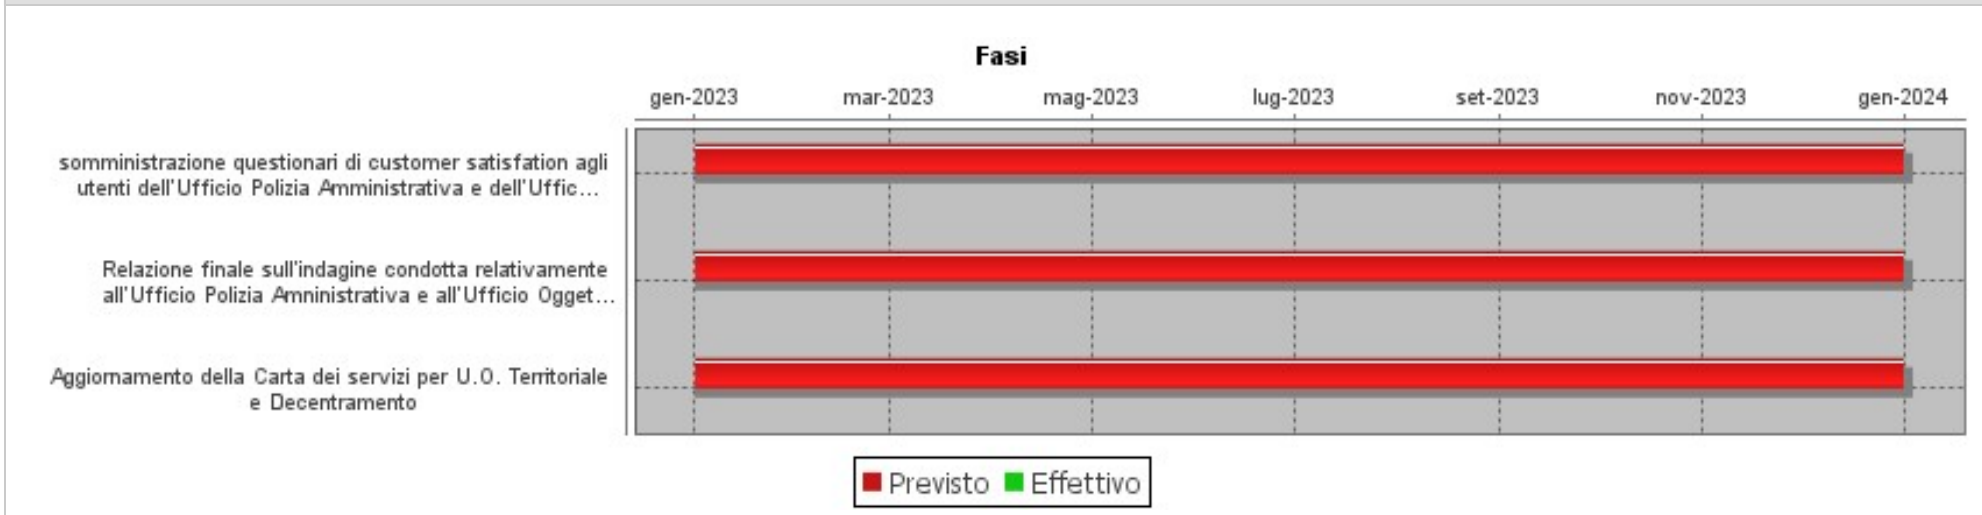 Fasi
gen-2023 mar-2023 mag-2023 lug-2023 set-2023 nov-2023 gen-2024
somministrazione questionari di customer satisfation agli
utenti dell'Ufficio Polizia Amministrativa e dell'Uffic...
Relazione finale sull'indagine condotta relativamente
all'Ufficio Polizia Amninistrativa e all'Ufficio Ogget...
Aggiornamento della Carta dei servizi per U.O. Territoriale
e Decentramento
Previsto Effettivo